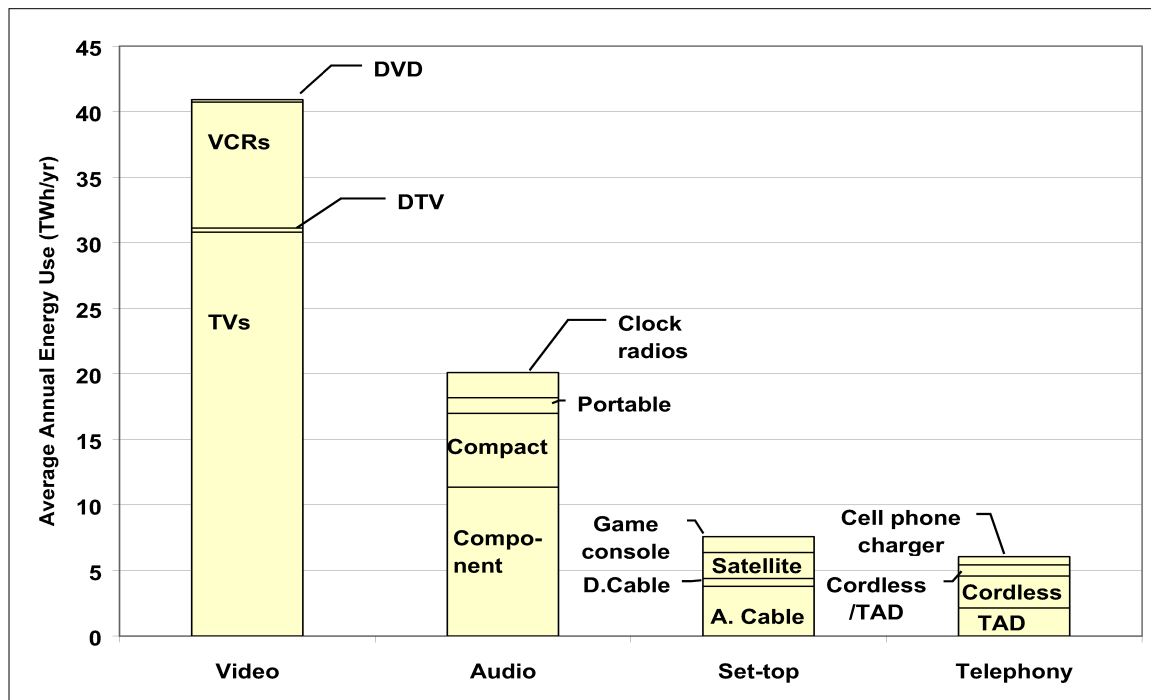 Average Annual Energy Use (TWh/yr)
45
40
35
30
25
20
15
10
5
0
DVD
VCRs
DTV
TVs
Clock
radios
Portable
Compact
Compo-
nent
Game
console
Satellite
D.Cable
A. Cable
Cell phone
charger
Cordless
/TAD
Cordless
TAD
Video
Audio
Set-top
Telephony